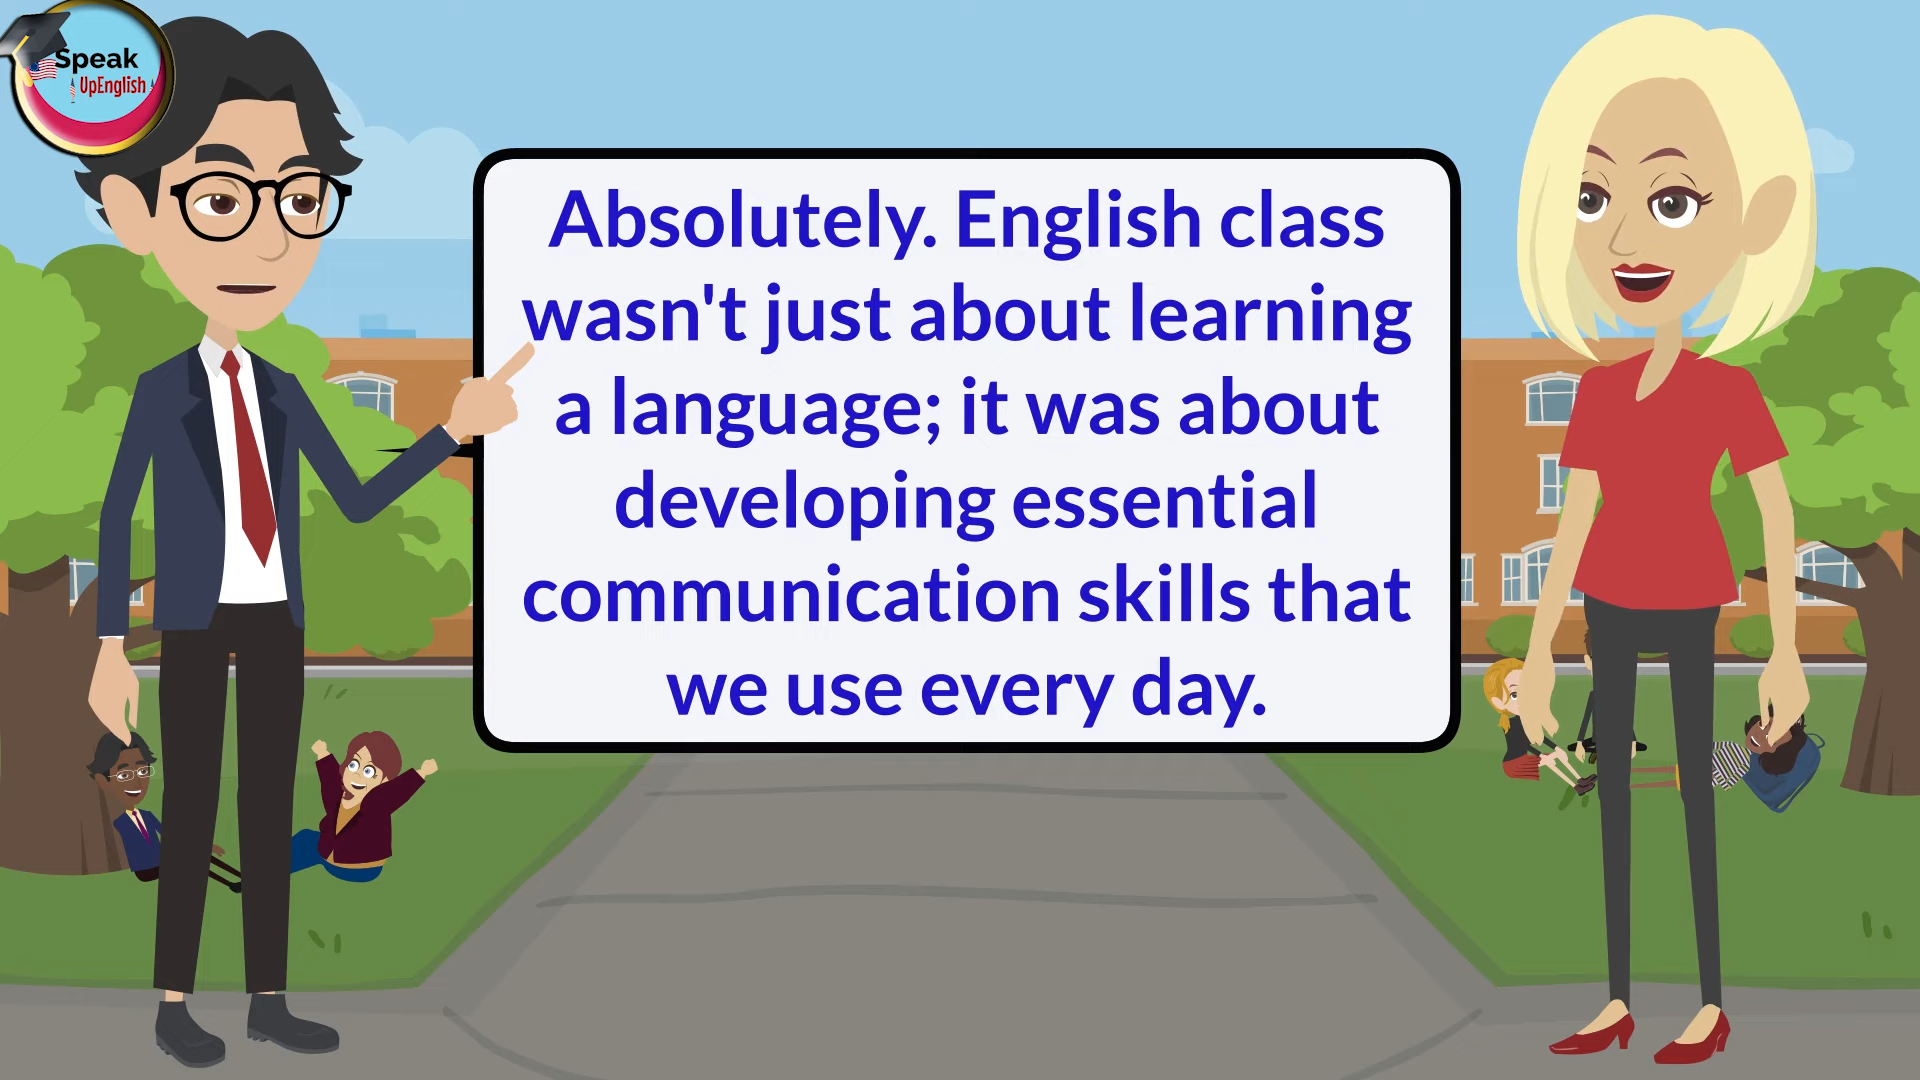 Speak
UpEnglish
Absolutely. English class
wasn't just about learning
a language; it was about
developing essential
communication skills that
we use every day.